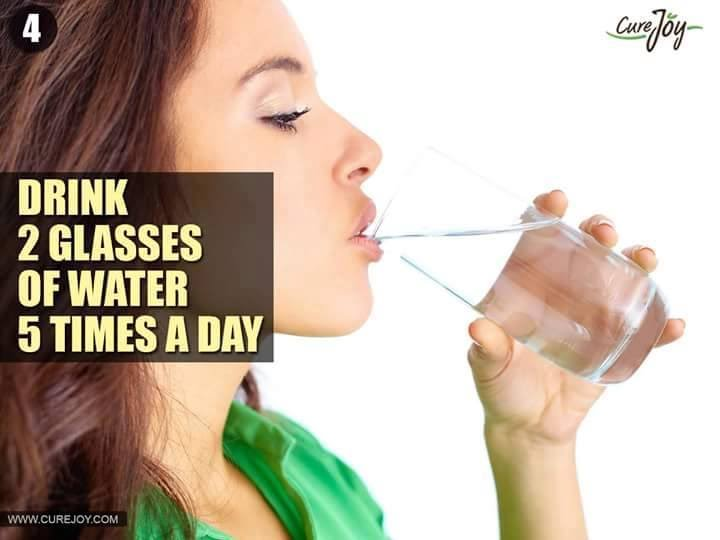 4
CureJoy
DRINK
2 GLASSES
OF WATER
5 TIMES A DAY
WWW.CUREJOY.COM